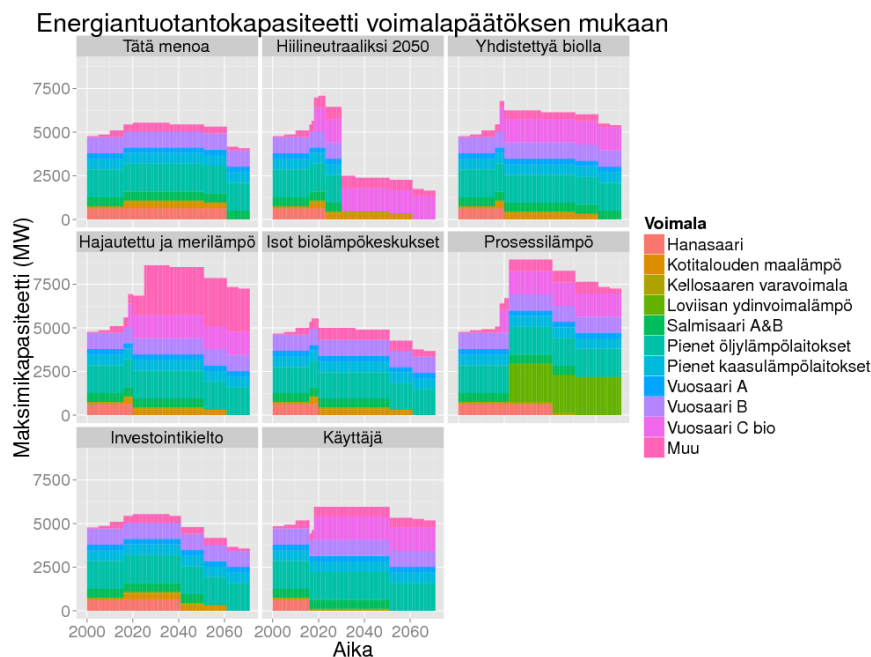 Energiantuotantokapasiteetti voimalapäätöksen mukaan
Tätä menoa
Hiilineutraaliksi 2050
Yhdistettyä biolla
7500
5000
2500
0
Hajautettu ja merilämpö
Isot biolämpökeskukset
Prosessilämpö
7500
5000
2500
0
Investointikielto
Käyttäjä
7500
5000
2500
0
2000
2020
2040
2060
2000
2020
2040
2060
Aika
Maksimikapasiteetti (MW)
Voimala
Hanasaari
Kotitalouden maalämpö
Kellosaaren varavoimala
Loviisan ydinvoimalämpö
Salmisaari A&B
Pienet öljylämpölaitokset
Pienet kaasulämpölaitokset
Vuosaari A
Vuosaari B
Vuosaari C bio
Muu